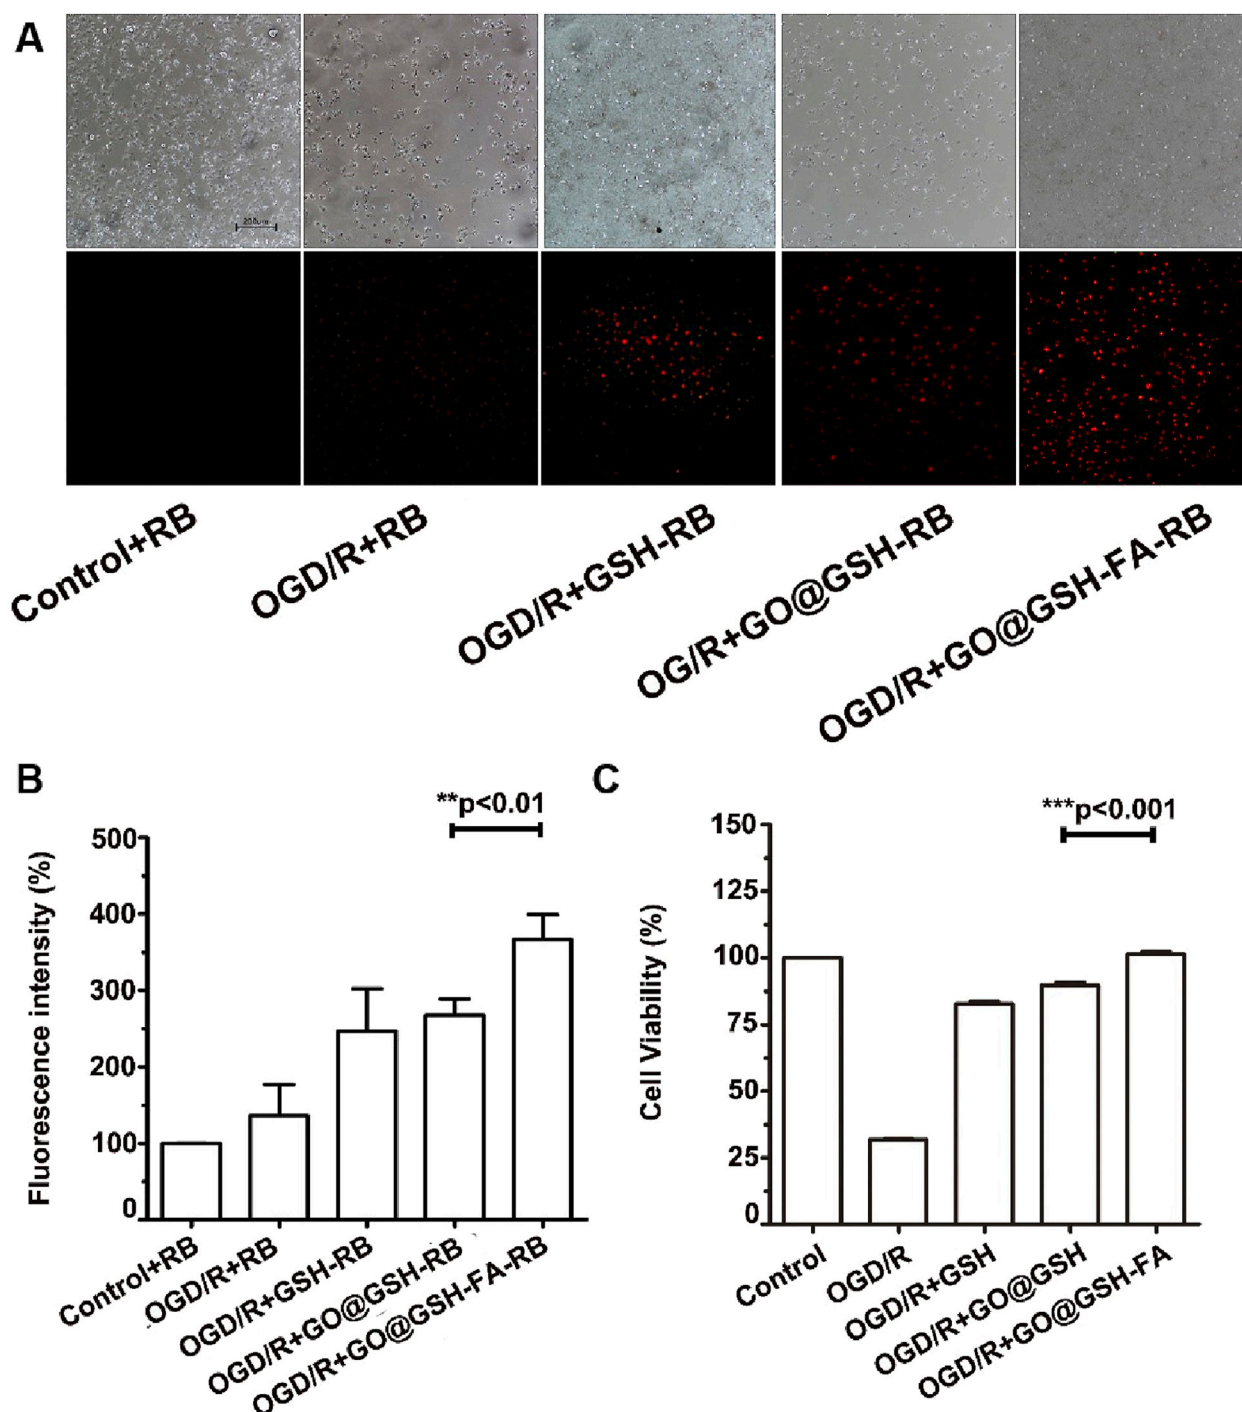 A
200um
Control+RB
OGD/R+RB
OGD/R+GSH-RB
OG/R+GO@GSH-RB
OGD/R+GO@GSH-FA-RB
B
**p<0.01
Fluorescence intensity (%)
500
400
300
200
100
0
Control+RB
OGD/R+RB
OGD/R+GSH-RB
OGD/R+GO@GSH-RB
OGD/R+GO@GSH-FA-RB
C
***p<0.001
Cell Viability (%)
150
125
100
75
50
25
0
Control
OGD/R
OGD/R+GSH
OGD/R+GO@GSH
OGD/R+GO@GSH-FA